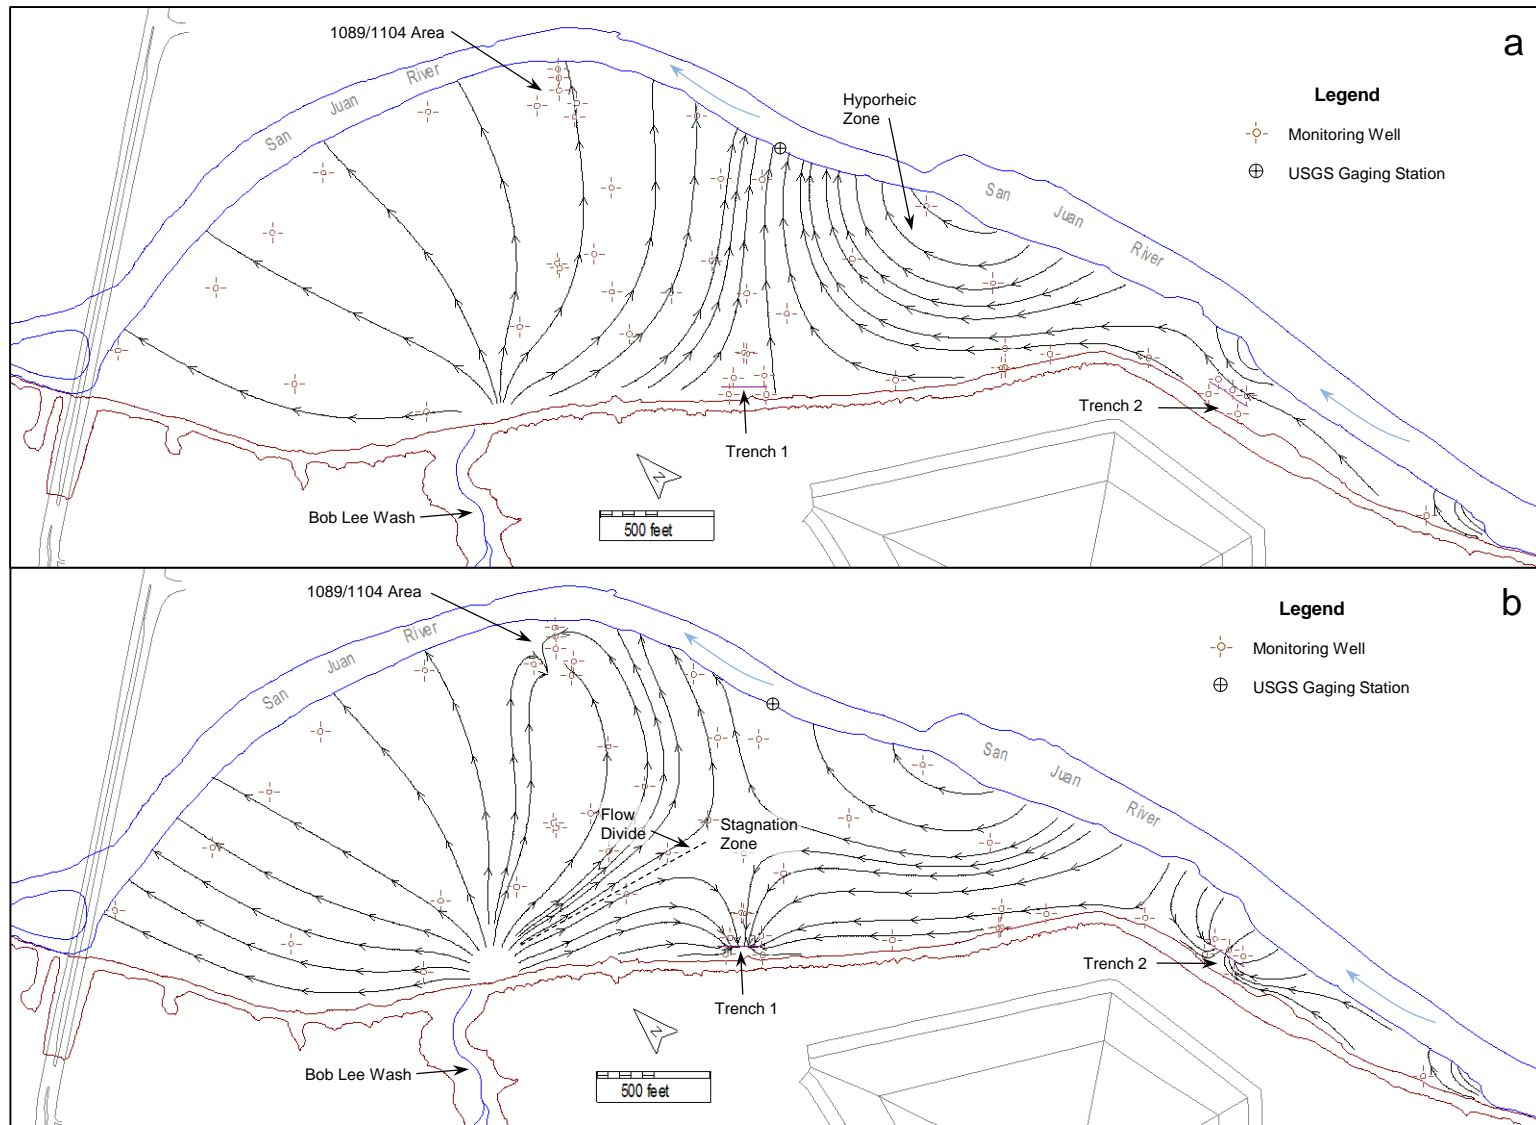 a
1089/1104 Area
San Juan River
Hyporheic
Zone
Legend
Monitoring Well
USGS Gaging Station
San Juan River
Trench 2
Trench 1
N
Bob Lee Wash
500 feet
b
1089/1104 Area
San Juan River
Legend
Monitoring Well
USGS Gaging Station
San Juan River
Flow
Divide
Stagnation
Zone
Trench 2
Trench 1
N
Bob Lee Wash
500 feet